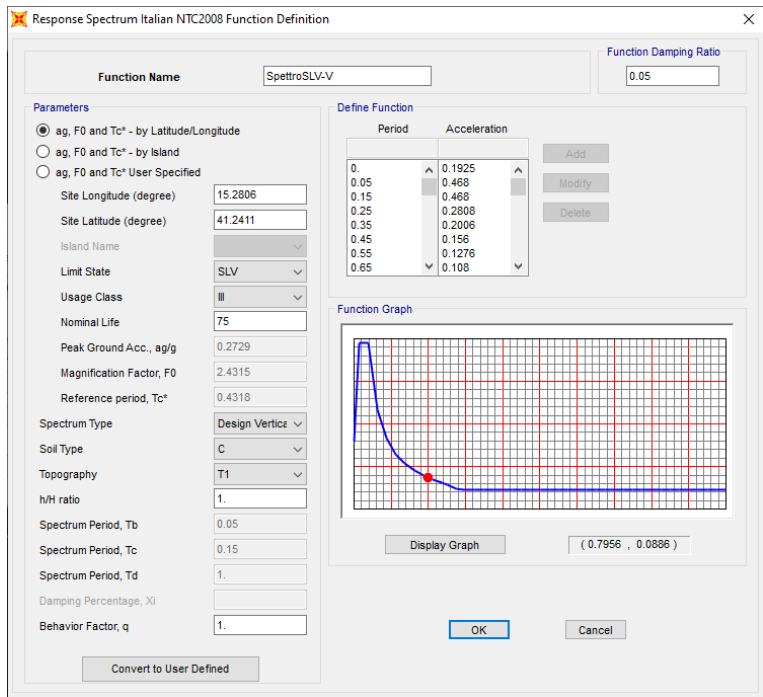 Response Spectrum Italian NTC2008 Function Definition
Function Name
SpettroSLV-V
Function Damping Ratio
0.05
Parameters
ag, F0 and Tc* - by Latitude/Longitude
ag, F0 and Tc* - by Island
ag, F0 and Tc* User Specified
Site Longitude (degree) 15.2806
Site Latitude (degree) 41.2411
Island Name
Limit State SLV
Usage Class III
Nominal Life 75
Peak Ground Acc., ag/g 0.2729
Magnification Factor, F0 2.4315
Reference period, Tc* 0.4318
Spectrum Type Design Vertica
Soil Type C
Topography T1
h/H ratio 1.
Spectrum Period, Tb 0.05
Spectrum Period, Tc 0.15
Spectrum Period, Td 1.
Damping Percentage, Xi
Behavior Factor, q 1.
Convert to User Defined
Define Function
Period Acceleration
0. 0.1925
0.05 0.468
0.15 0.468
0.25 0.2808
0.35 0.2006
0.45 0.156
0.55 0.1276
0.65 0.108
Add
Modify
Delete
Function Graph
Display Graph
(0.7956 , 0.0886 )
OK
Cancel